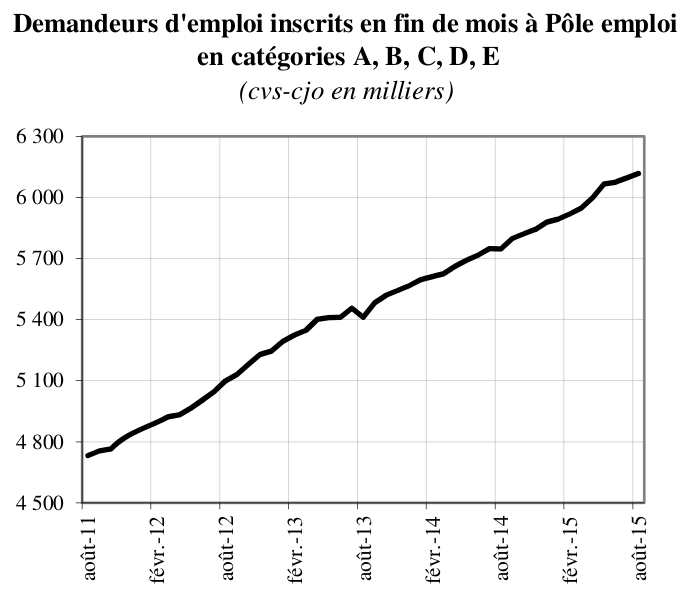 Demandeurs d'emploi inscrits en fin de mois à Pôle emploi
en catégories A, B, C, D, E
(cvs-cjo en milliers)
6 300
6 000
5 700
5 400
5 100
4 800
4 500
août-11
févr.-12
août-12
févr.-13
août-13
févr.-14
août-14
févr.-15
août-15